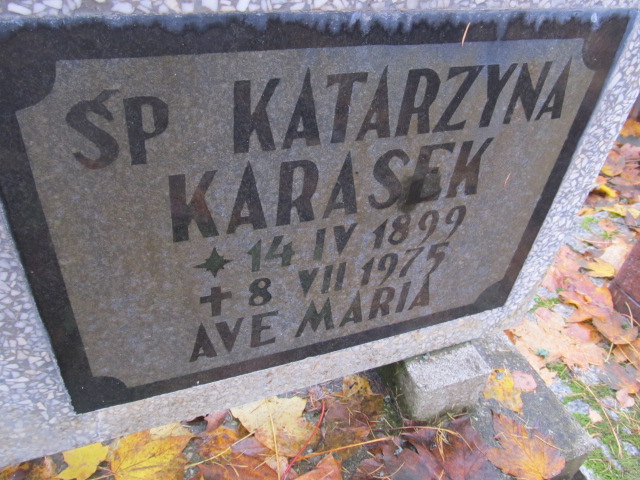 ŚP KATARZYNA
KARASEK
✶ 14 IV 1899
✝ 8 VII 1975
AVE MARIA